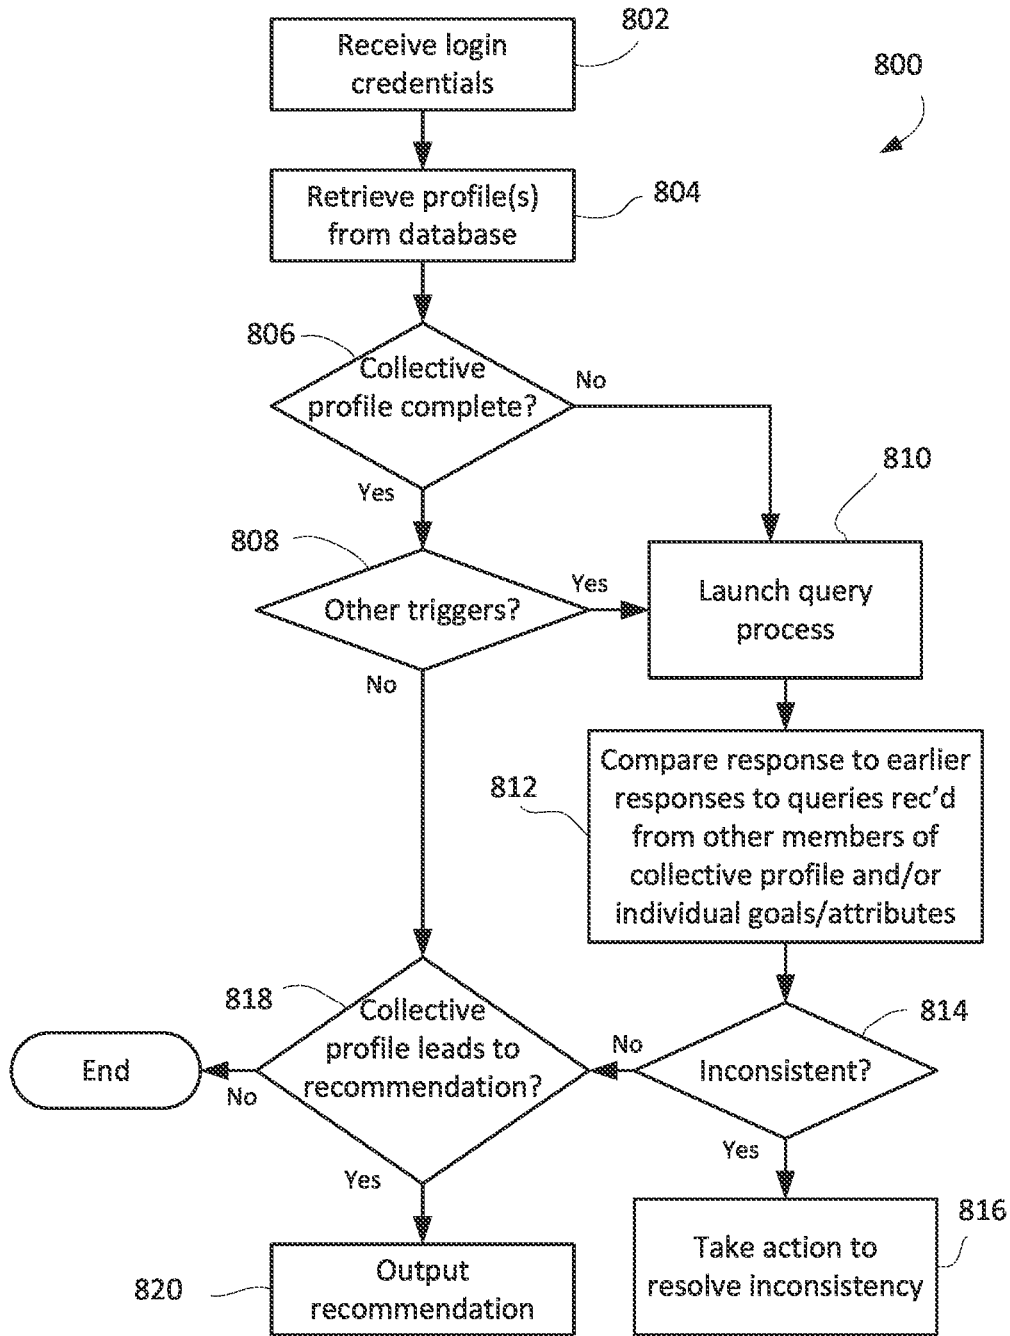 Receive login
credentials
802
800
Retrieve profile(s)
from database
804
806
Collective
profile complete?
No
Yes
808
Other triggers?
Yes
No
810
Launch query
process
812
Compare response to earlier
responses to queries rec'd
from other members of
collective profile and/or
individual goals/attributes
818
Collective
profile leads to
recommendation?
No
End
Yes
814
Inconsistent?
No
Yes
820
Output
recommendation
816
Take action to
resolve inconsistency